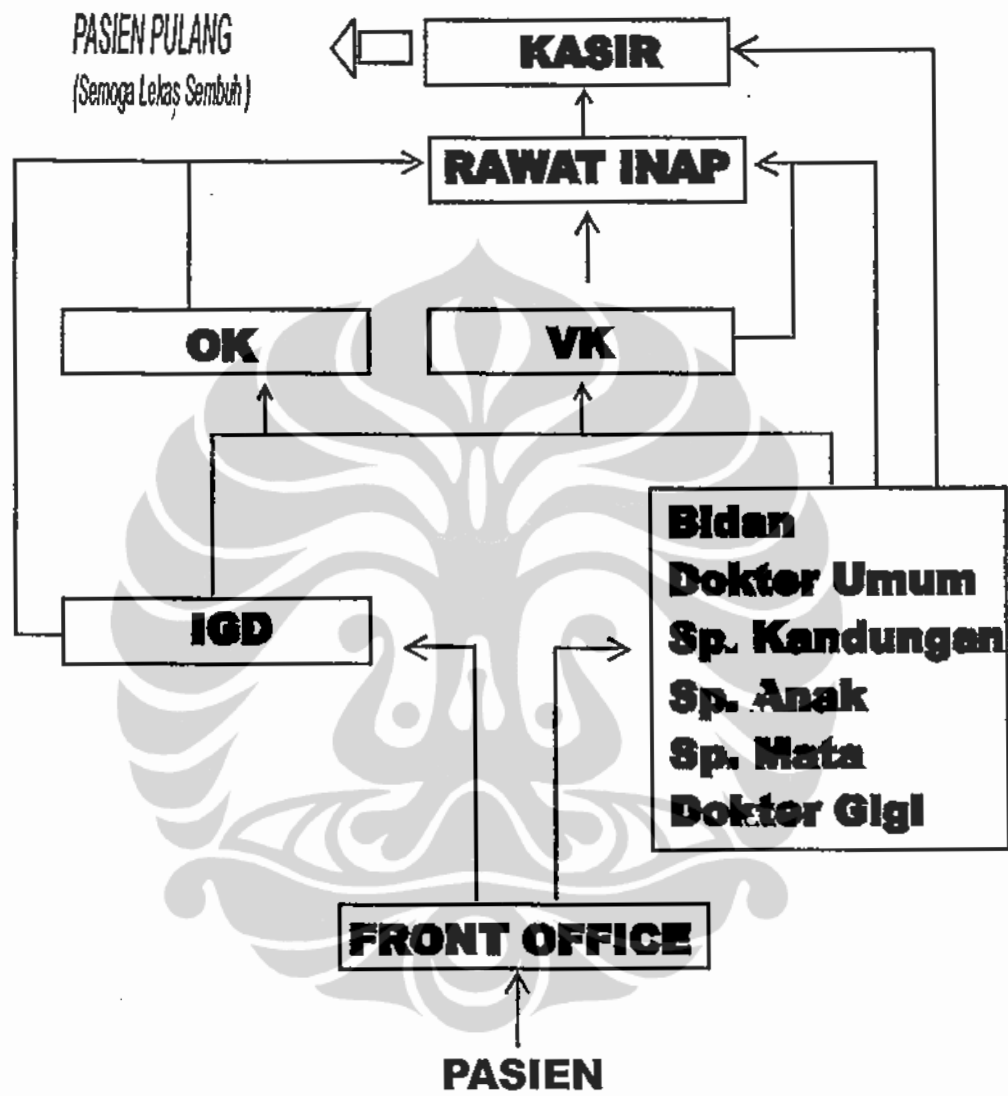 PASIEN PULANG
(Semoga Lekas Sembuh)
KASIR
RAWAT INAP
OK
VK
IGD
Bidan
Dokter Umum
Sp. Kandungan
Sp. Anak
Sp. Mata
Dokter Gigi
FRONT OFFICE
PASIEN